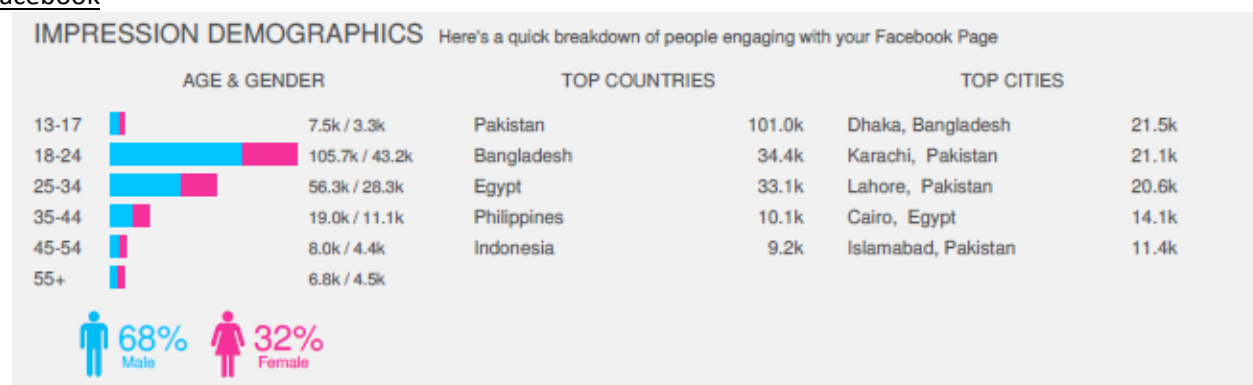 acebook
IMPRESSION DEMOGRAPHICS Here's a quick breakdown of people engaging with your Facebook Page
AGE & GENDER
13-17 7.5k / 3.3k
18-24 105.7k / 43.2k
25-34 56.3k / 28.3k
35-44 19.0k / 11.1k
45-54 8.0k / 4.4k
55+ 6.8k / 4.5k
68% 32%
Male Female
TOP COUNTRIES
Pakistan 101.0k
Bangladesh 34.4k
Egypt 33.1k
Philippines 10.1k
Indonesia 9.2k
TOP CITIES
Dhaka, Bangladesh 21.5k
Karachi, Pakistan 21.1k
Lahore, Pakistan 20.6k
Cairo, Egypt 14.1k
Islamabad, Pakistan 11.4k